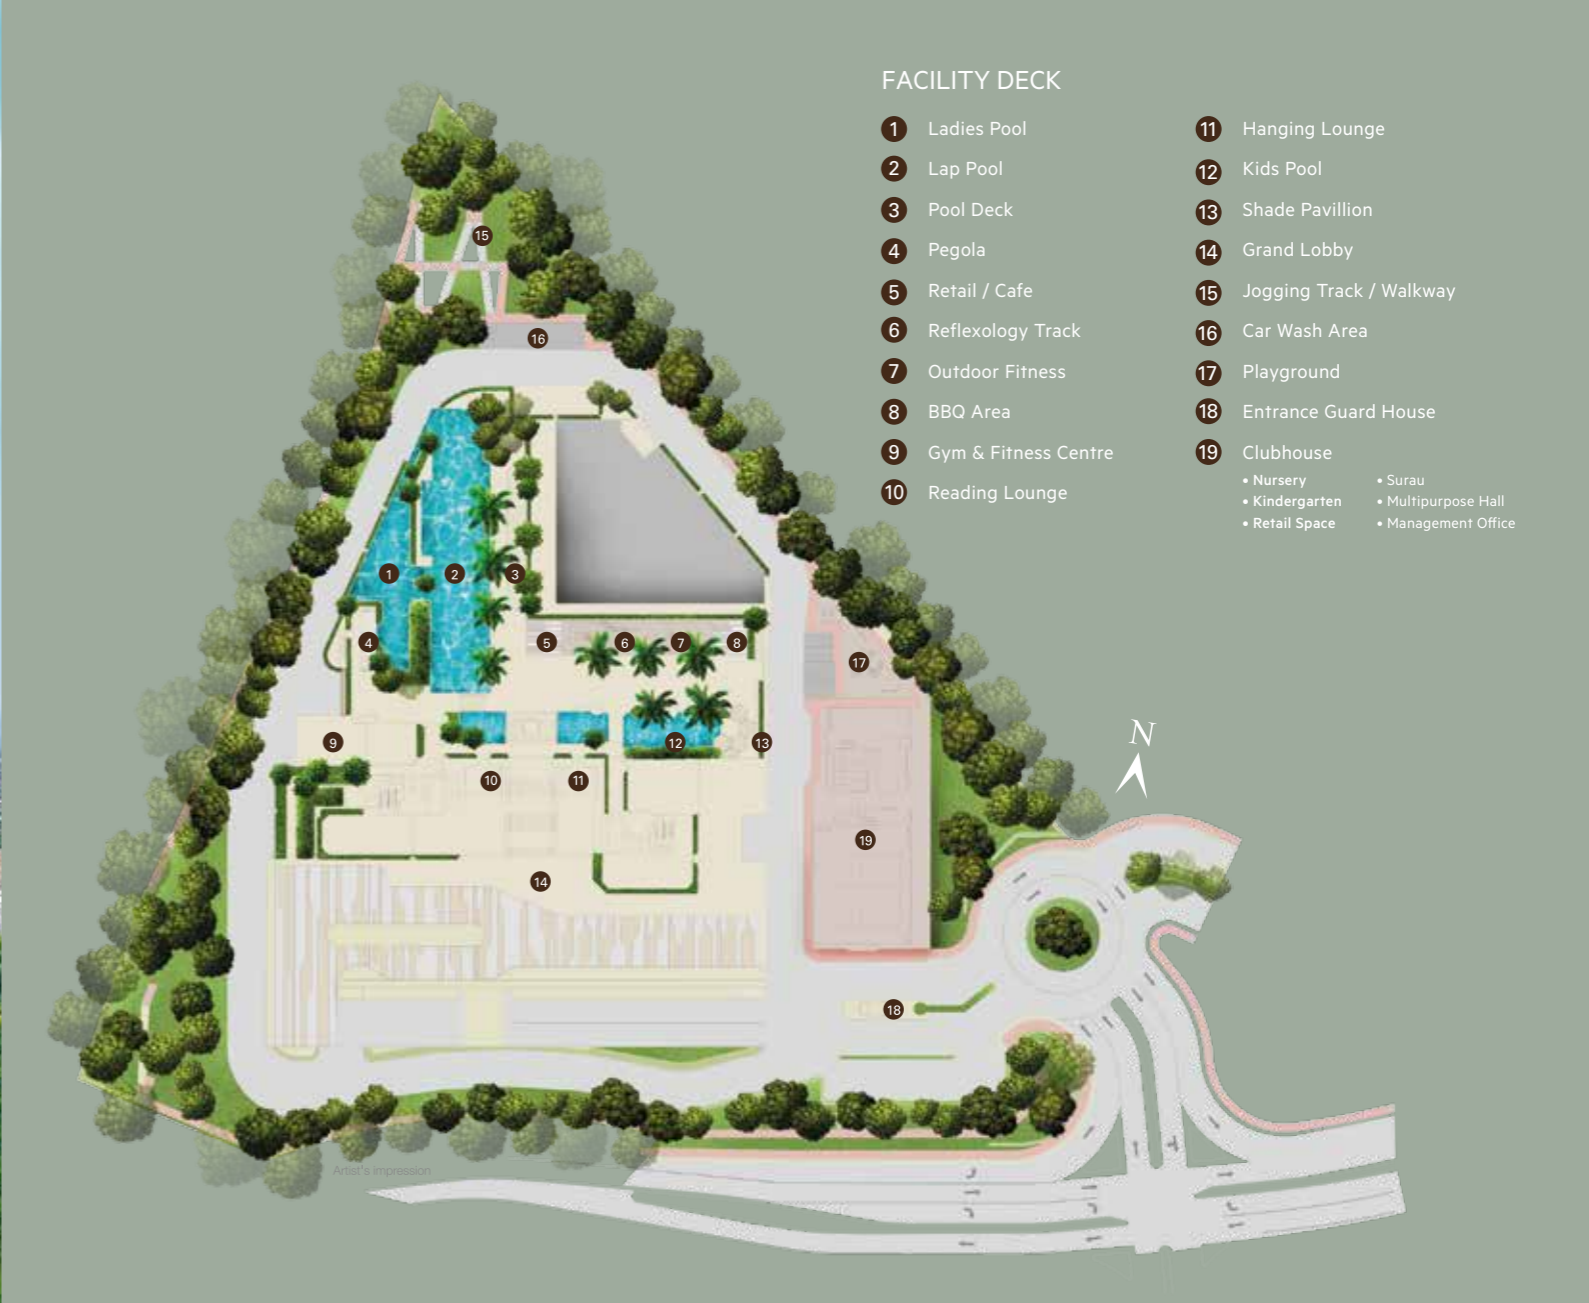 FACILITY DECK
1 Ladies Pool
2 Lap Pool
3 Pool Deck
4 Pegola
5 Retail / Cafe
6 Reflexology Track
7 Outdoor Fitness
8 BBQ Area
9 Gym & Fitness Centre
10 Reading Lounge
11 Hanging Lounge
12 Kids Pool
13 Shade Pavillion
14 Grand Lobby
15 Jogging Track / Walkway
16 Car Wash Area
17 Playground
18 Entrance Guard House
19 Clubhouse
• Nursery
• Kindergarten
• Retail Space
• Surau
• Multipurpose Hall
• Management Office
15
16
1
2
3
4
5
6
7
8
17
9
12
13
10
11
19
14
18
N
Artist's impression